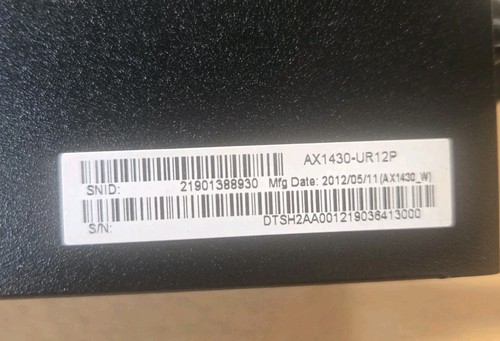 AX1430-UR12P
SNID: 21901388930 Mfg Date: 2012/05/11(AX1430_W)
S/N: DTSH2AA001219036413000